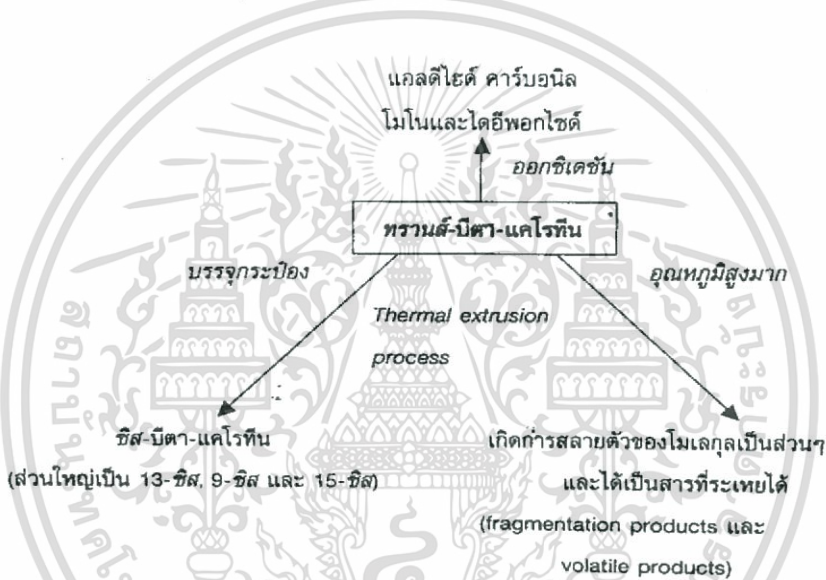 แอลดีไฮด์ คาร์บอนิล
โมโนและไดอีพอกไซด์
ออกซิเดชัน
ทรานส์-บีตา-แคโรทีน
บรรจุกระป๋อง
อุณหภูมิสูงมาก
Thermal extrusion
process
ซิส-บีตา-แคโรทีน
(ส่วนใหญ่เป็น 13-ซิส, 9-ซิส และ 15-ซิส)
เกิดการสลายตัวของโมเลกุลเป็นส่วนๆ
และได้เป็นสารที่ระเหยได้
(fragmentation products และ
volatile products)